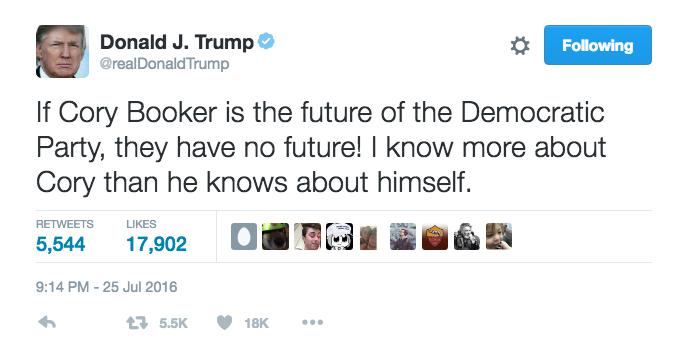 Donald J. Trump
@realDonaldTrump
Following
If Cory Booker is the future of the Democratic
Party, they have no future! I know more about
Cory than he knows about himself.
RETWEETS LIKES
5,544 17,902
9:14 PM - 25 Jul 2016
5.5K 18K